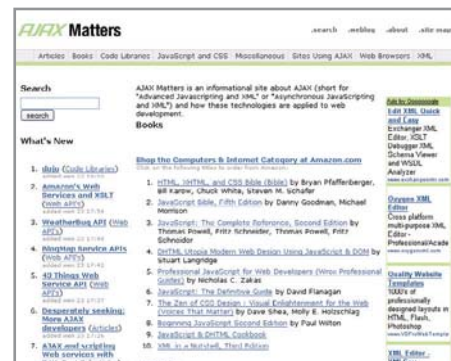 AJAX Matters
.search .weblog .about .site map
Articles Books Code Libraries JavaScript and CSS Miscellaneous Sites Using AJAX Web Browsers XML
Search
search
What's New
1. dojo (Code Libraries)
2. Amazon's Web
Services and XSLT
(Web APIs)
3. WeatherBug API (Web
APIs)
4. BlogMap Service APIs
(Web APIs)
5. 43 Things Web
Service API (Web
APIs)
6. Desperately seeking:
More AJAX
developers (Articles)
7. AJAX and scripting
Web services with
AJAX Matters is an informational site about AJAX (short for
"Advanced Javascripting and XML" or "Asynchronous JavaScripting
and XML") and how these technologies are applied to web
development.
Books
Shop the Computers & Internet Category at Amazon.com
Click on the following titles to order from Amazon:
1. HTML, XHTML, and CSS Bible (Bible) by Bryan Pfaffenberger,
Bill Karow, Chuck White, Steven M. Schafer
2. JavaScript Bible, Fifth Edition by Danny Goodman, Michael
Morrison
3. JavaScript: The Complete Reference, Second Edition by
Thomas Powell, Fritz Schneider, Thomas Powell, Fritz
Schneider
4. DHTML Utopia Modern Web Design Using JavaScript & DOM by
Stuart Langridge
5. Professional JavaScript for Web Developers (Wrox Professional
Guides) by Nicholas C. Zakas
6. JavaScript: The Definitive Guide by David Flanagan
7. The Zen of CSS Design : Visual Enlightenment for the Web
(Voices That Matter) by Dave Shea, Molly E. Holzschlag
8. Beginning JavaScript Second Edition by Paul Wilton
9. JavaScript & DHTML Cookbook
10. XML in a Nutshell, Third Edition
Edit XML Quick
and Easy
Exchanger XML
Editor, XSLT
Debugger XML
Schema Viewer
and WSDL
Analyzer
Oxygen XML
Editor
Cross platform
multi-purpose XML
Editor -
Professional/Acade
Quality Website
Templates
1000's of
professionally
designed layouts in
HTML, Flash,
Photoshop
XML Editor .